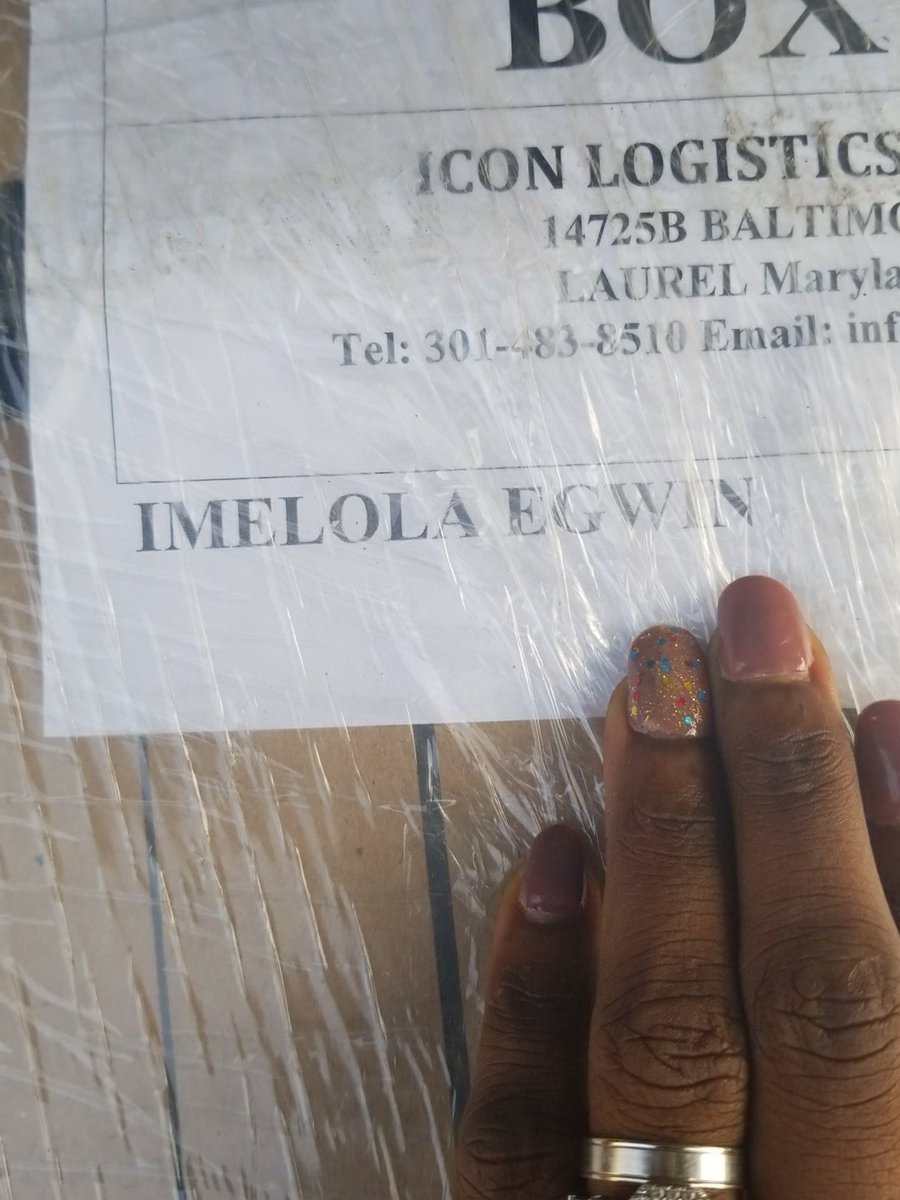 BOX
ICON LOGISTICS
14725B BALTIMO
LAUREL Maryla
Tel: 301-483-8510 Email: inf
IMELOLA EGWIN